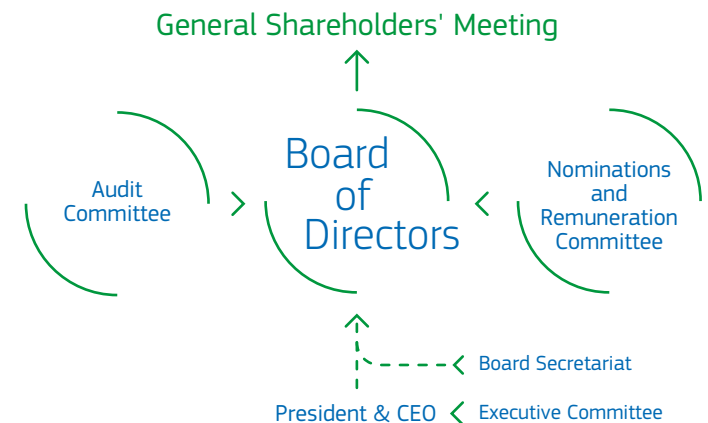 General Shareholders' Meeting
Board
of
Directors
Audit
Committee
Nominations
and
Remuneration
Committee
Board Secretariat
President & CEO
Executive Committee